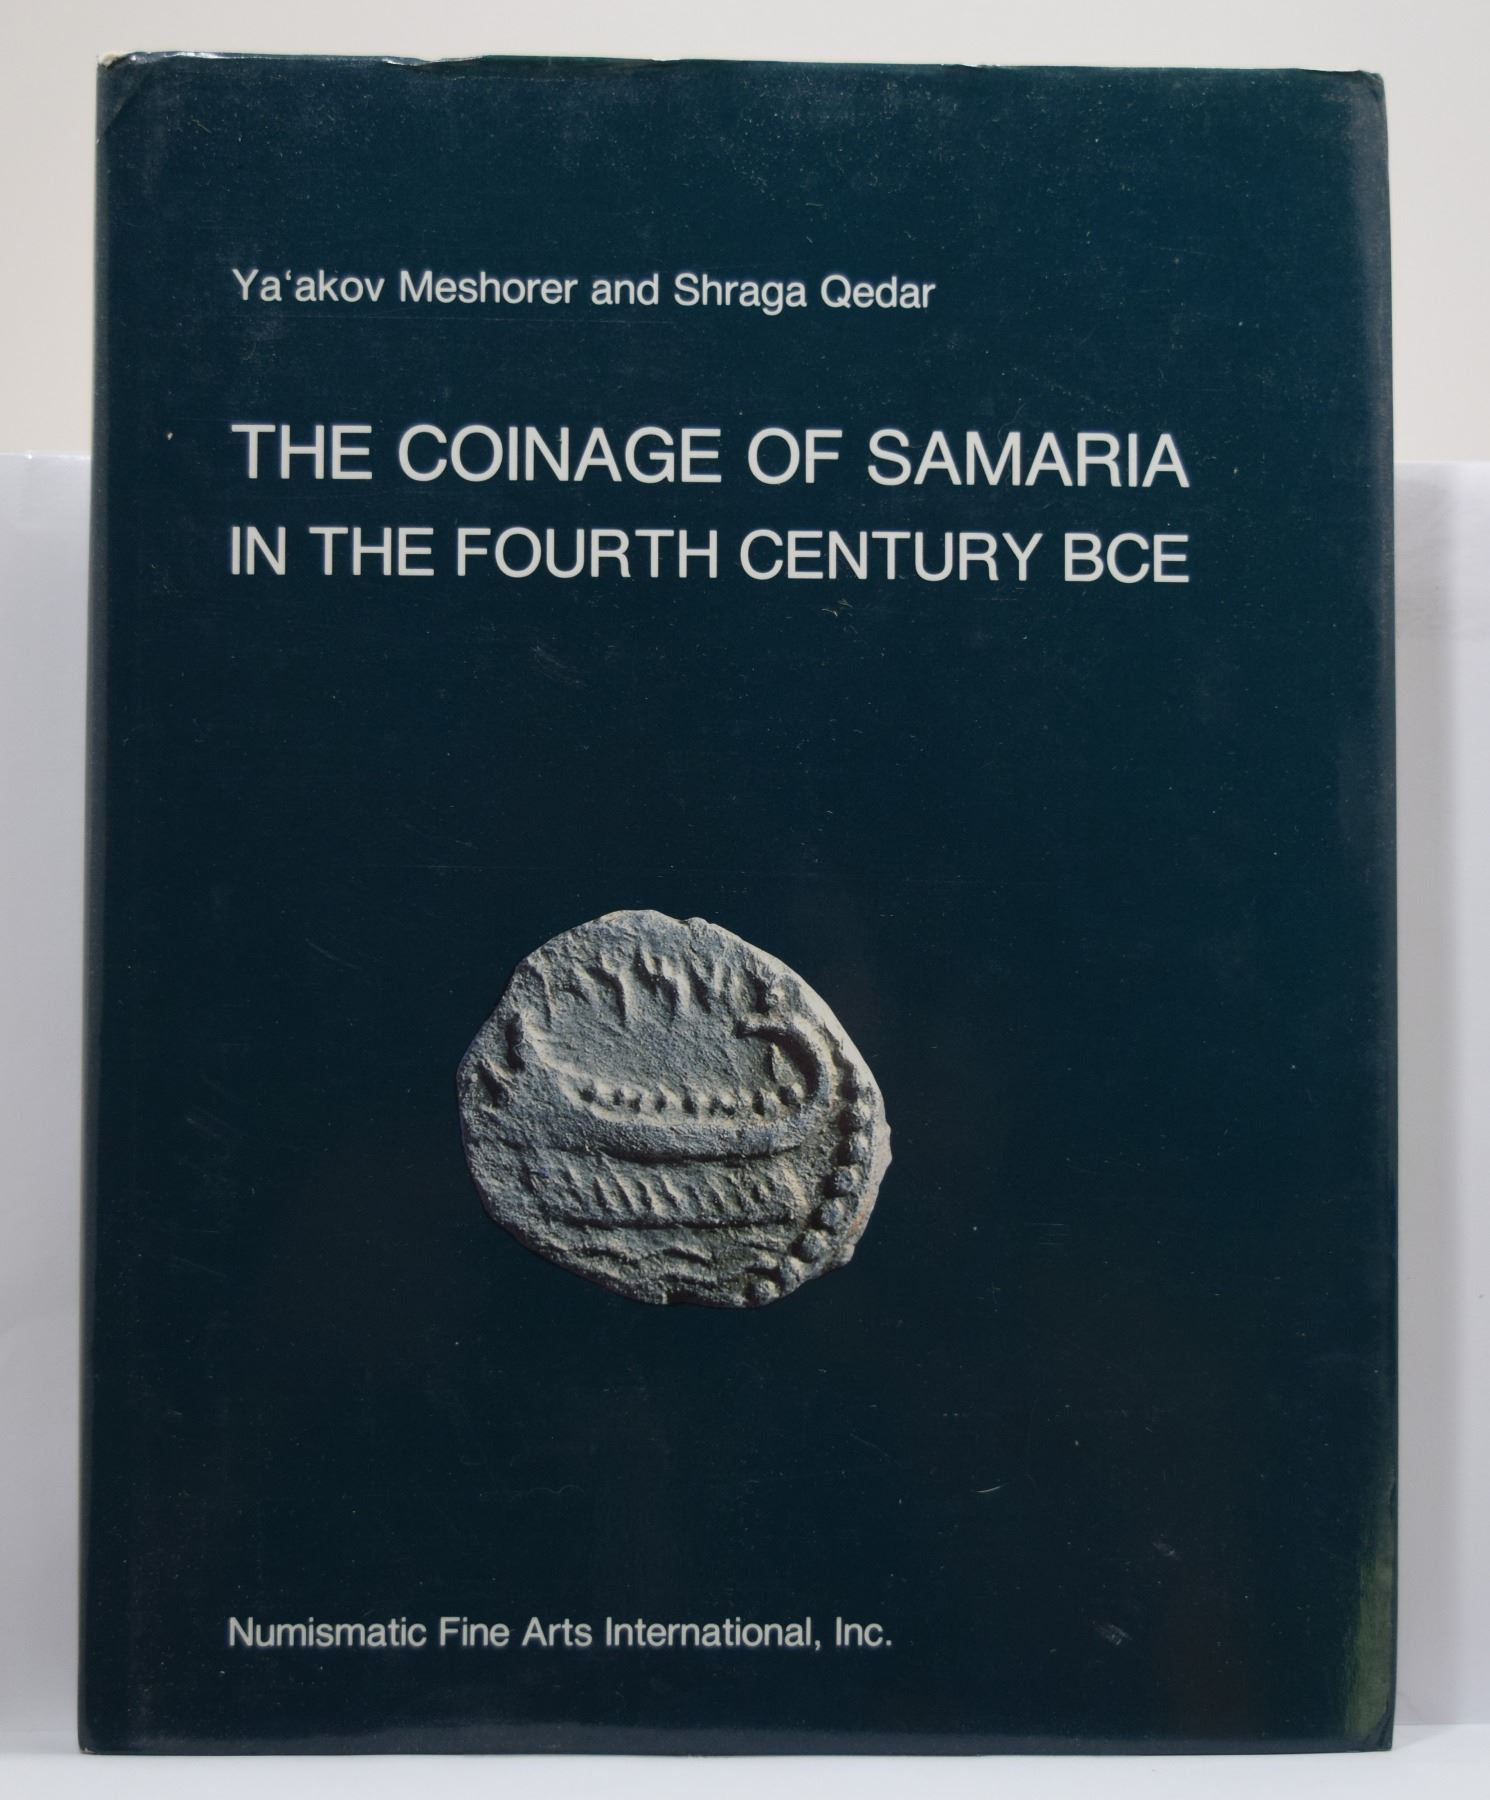 Ya‘akov Meshorer and Shraga Qedar
THE COINAGE OF SAMARIA
IN THE FOURTH CENTURY BCE
Numismatic Fine Arts International, Inc.